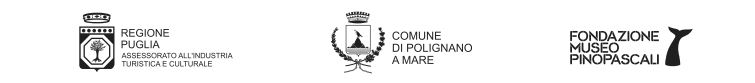 REGIONE
PUGLIA
ASSESSORATO ALL'INDUSTRIA
TURISTICA E CULTURALE
COMUNE
DI POLIGNANO
A MARE
FONDAZIONE
MUSEO
PINOPASCALI